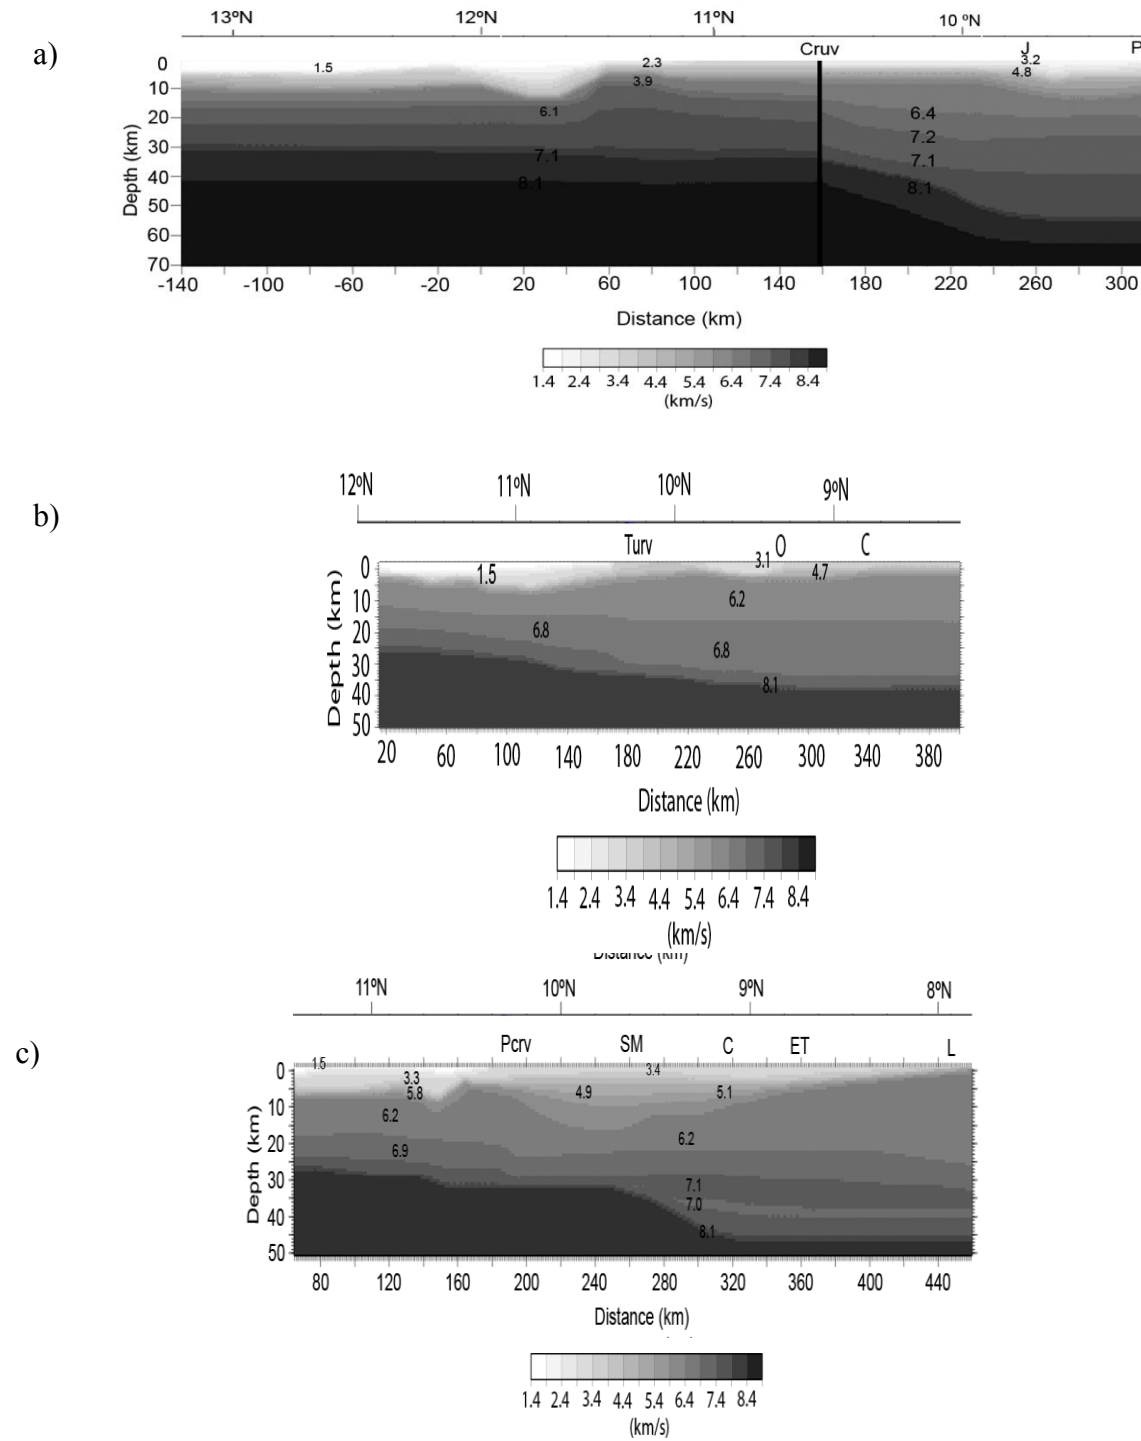 13ºN 12ºN 11ºN 10 ºN
a)
Cruv J P
0 1.5 2.3 3.2
3.9 4.8
10
6.1 6.4
20
7.2
30 7.1 7.1
40 8.1 8.1
50
60
70
Depth (km)
-140 -100 -60 -20 20 60 100 140 180 220 260 300
Distance (km)
1.4 2.4 3.4 4.4 5.4 6.4 7.4 8.4
(km/s)
12ºN 11ºN 10ºN 9ºN
b)
Turv O C
0 1.5 3.1 4.7
10 6.2
20 6.8 6.8
30
40 8.1
50
Depth (km)
20 60 100 140 180 220 260 300 340 380
Distance (km)
1.4 2.4 3.4 4.4 5.4 6.4 7.4 8.4
(km/s)
Distance (km)
11ºN 10ºN 9ºN 8ºN
c)
Pcrv SM C ET L
0 1.5 3.3 3.4
5.8 4.9 5.1
10 6.2
20 6.9 6.2
30 7.1
7.0
40 8.1
50
Depth (km)
80 120 160 200 240 280 320 360 400 440
Distance (km)
1.4 2.4 3.4 4.4 5.4 6.4 7.4 8.4
(km/s)